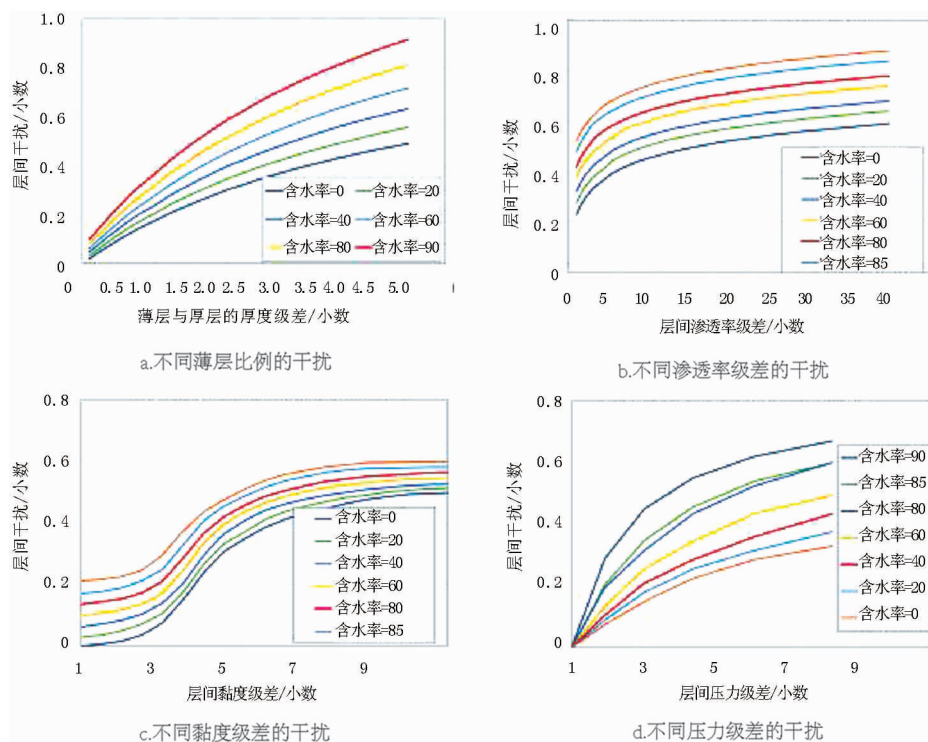 1.0
0.8
0.6
0.4
0.2
0
层间干扰/小数
含水率=0 含水率=20
含水率=40 含水率=60
含水率=80 含水率=90
0 0.5 1.0 1.5 2.0 2.5 3.0 3.5 4.0 4.5 5.0
薄层与厚层的厚度级差/小数
a.不同薄层比例的干扰
1.0
0.8
0.6
0.4
0.2
0
层间干扰/小数
含水率=0
含水率=20
含水率=40
含水率=60
含水率=80
含水率=85
0 5 10 15 20 25 30 35 40
层间渗透率级差/小数
b.不同渗透率级差的干扰
0.8
0.6
0.4
0.2
0
层间干扰/小数
含水率=0
含水率=20
含水率=40
含水率=60
含水率=80
含水率=85
1 3 5 7 9
层间黏度级差/小数
c.不同黏度级差的干扰
0.8
0.6
0.4
0.2
0
层间干扰/小数
含水率=90
含水率=85
含水率=80
含水率=60
含水率=40
含水率=20
含水率=0
1 3 5 7 9
层间压力级差/小数
d.不同压力级差的干扰